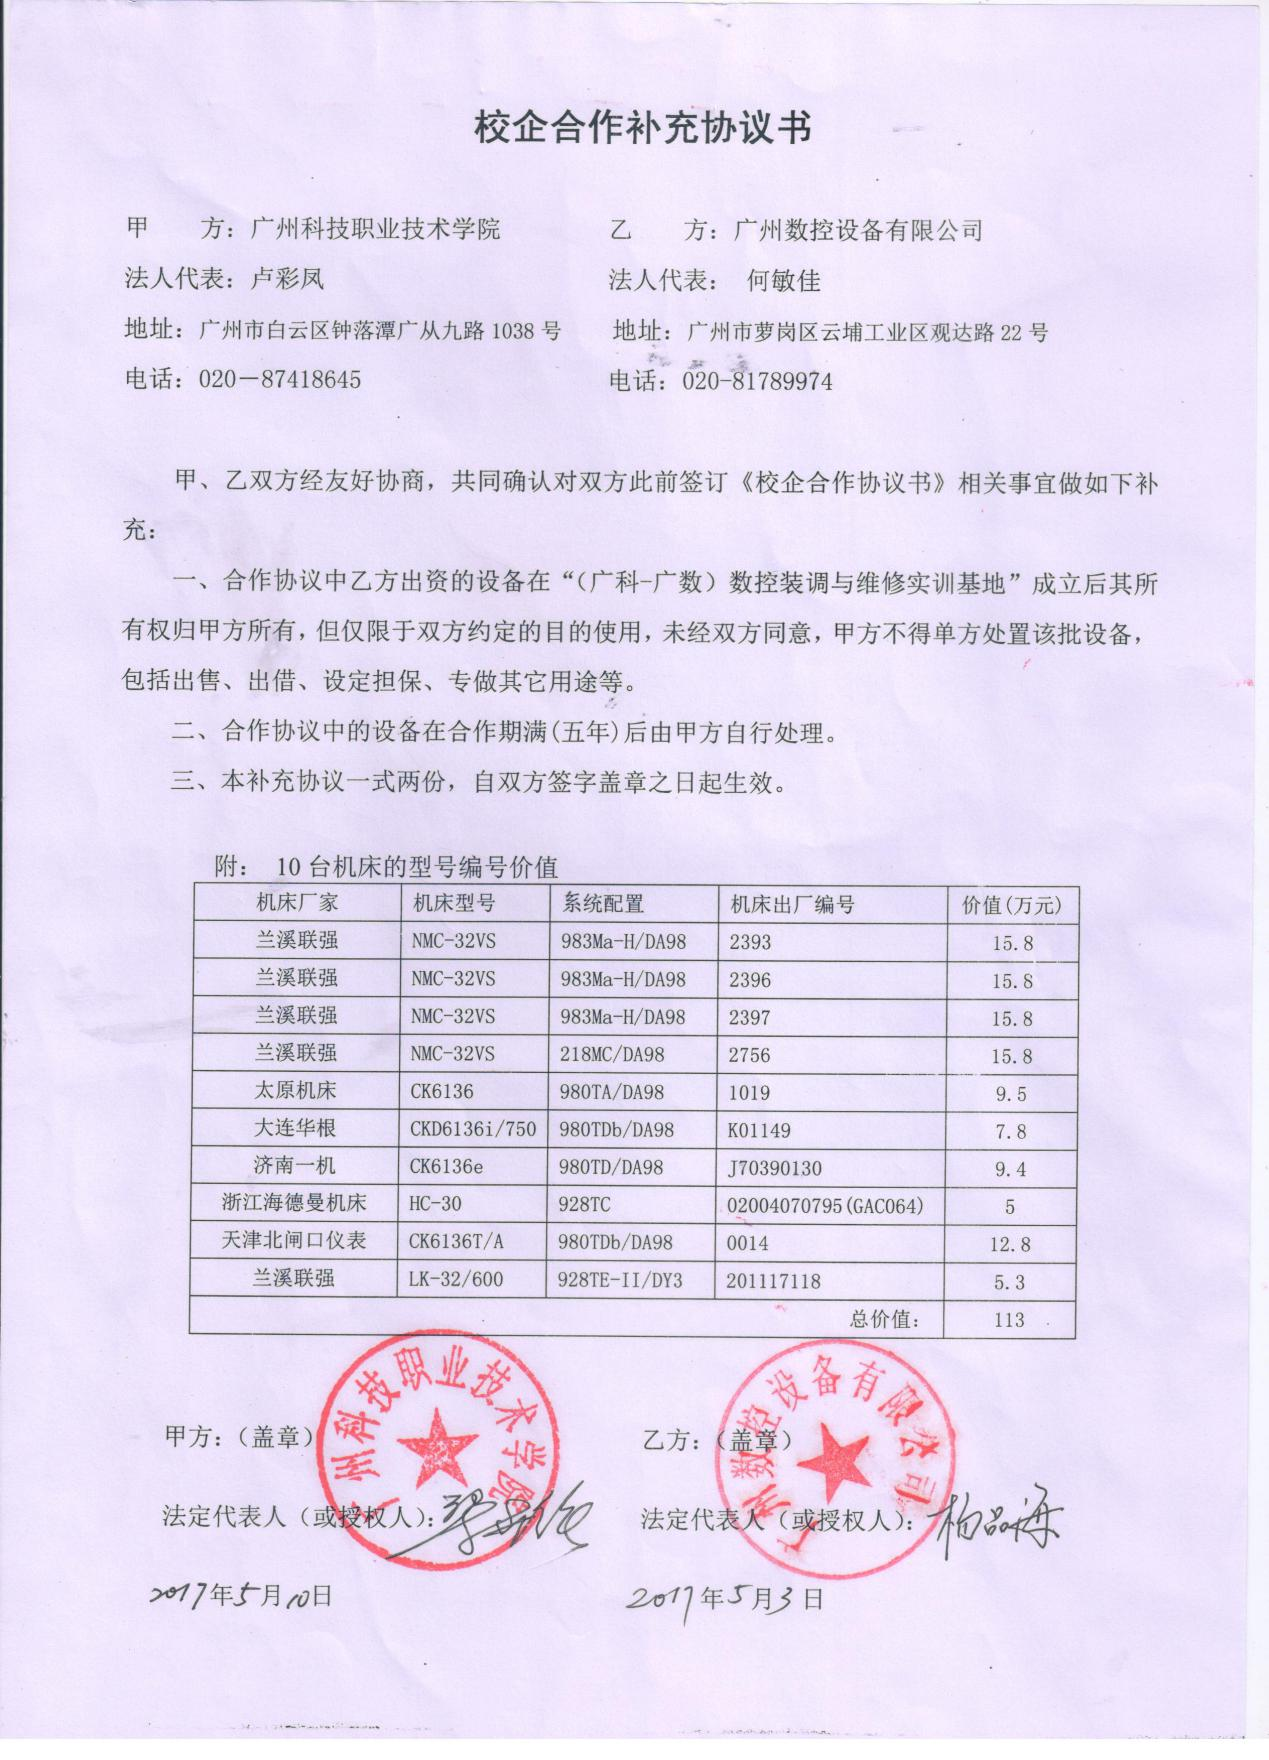 校企合作补充协议书
甲　　方：广州科技职业技术学院　　乙　　方：广州数控设备有限公司
法人代表：卢彩凤　　法人代表：　何敏佳
地址：广州市白云区钟落潭广从九路 1038 号　　地址：广州市萝岗区云埔工业区观达路 22 号
电话：020－87418645　　电话：020-81789974
甲、乙双方经友好协商，共同确认对双方此前签订《校企合作协议书》相关事宜做如下补
充：
一、合作协议中乙方出资的设备在“（广科-广数）数控装调与维修实训基地”成立后其所
有权归甲方所有，但仅限于双方约定的目的使用，未经双方同意，甲方不得单方处置该批设备，
包括出售、出借、设定担保、专做其它用途等。
二、合作协议中的设备在合作期满(五年)后由甲方自行处理。
三、本补充协议一式两份，自双方签字盖章之日起生效。
附：　10 台机床的型号编号价值
机床厂家　机床型号　系统配置　机床出厂编号　价值(万元)
兰溪联强　NMC-32VS　983Ma-H/DA98　2393　15.8
兰溪联强　NMC-32VS　983Ma-H/DA98　2396　15.8
兰溪联强　NMC-32VS　983Ma-H/DA98　2397　15.8
兰溪联强　NMC-32VS　218MC/DA98　2756　15.8
太原机床　CK6136　980TA/DA98　1019　9.5
大连华根　CKD6136i/750　980TDb/DA98　K01149　7.8
济南一机　CK6136e　980TD/DA98　J70390130　9.4
浙江海德曼机床　HC-30　928TC　02004070795(GAC064)　5
天津北闸口仪表　CK6136T/A　980TDb/DA98　0014　12.8
兰溪联强　LK-32/600　928TE-II/DY3　201117118　5.3
总价值：　113
广州科技职业技术学院　　广州数控设备有限公司
甲方：（盖章）　　乙方：（盖章）
法定代表人（或授权人）：　　法定代表人（或授权人）：
2017年5月10日　　2017年5月3日